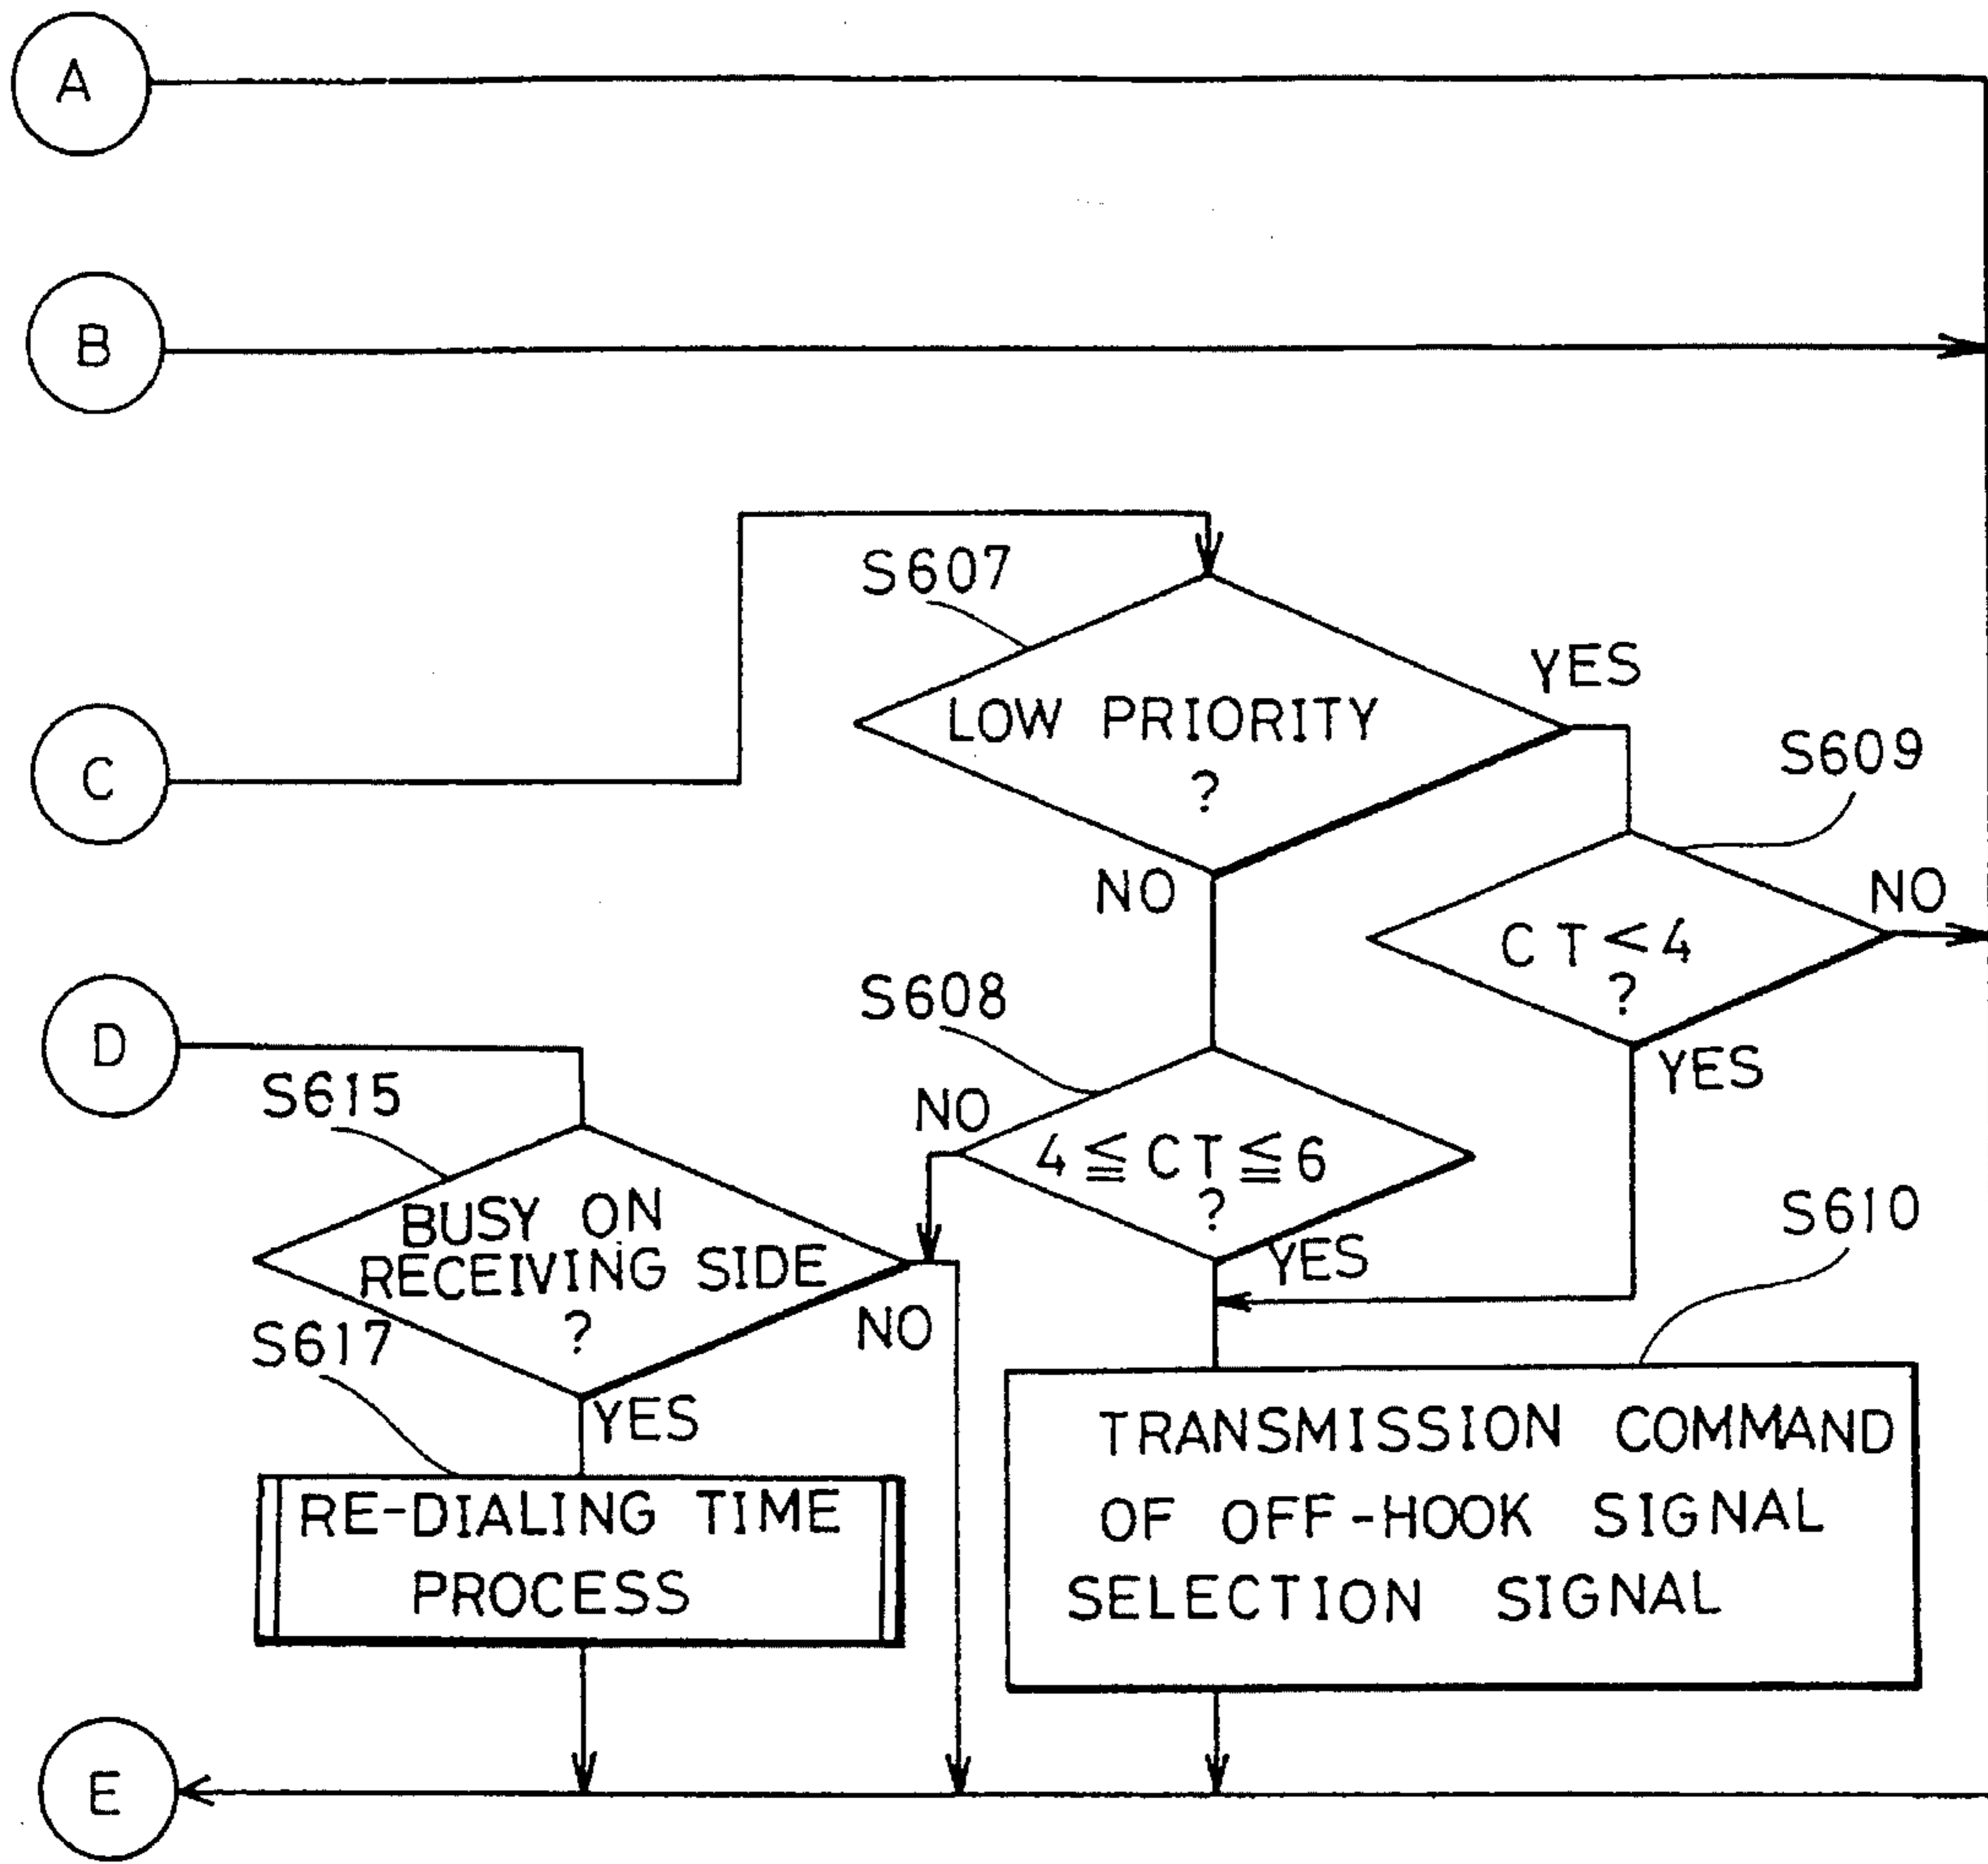 A
B
S607
YES
LOW PRIORITY
?
C
S609
NO
NO
CT<4
?
S608
D
YES
S615
NO
4≦CT≦6
?
S610
BUSY ON
RECEIVING SIDE
?
YES
NO
S617
YES
TRANSMISSION COMMAND
OF OFF-HOOK SIGNAL
SELECTION SIGNAL
RE-DIALING TIME
PROCESS
E